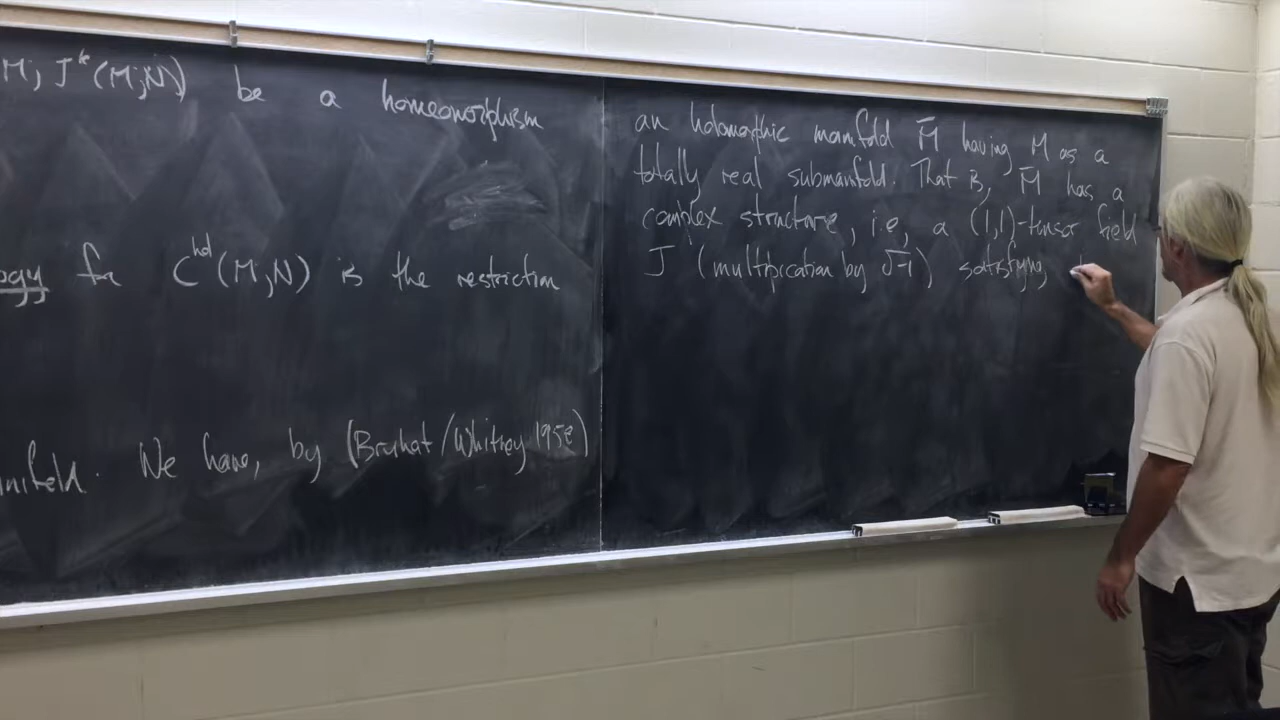 M; J^k(M;N)) be a homeomorphism
ogy for C^hol(M;N) is the restriction
nifold. We have, by (Bruhat/Whitney 195e)
an holomorphic manifold M̄ having M as a
totally real submanifold. That is, M̄ has a
complex structure, i.e., a (1,1)-tensor field
J (multiplication by √-1) satisfying